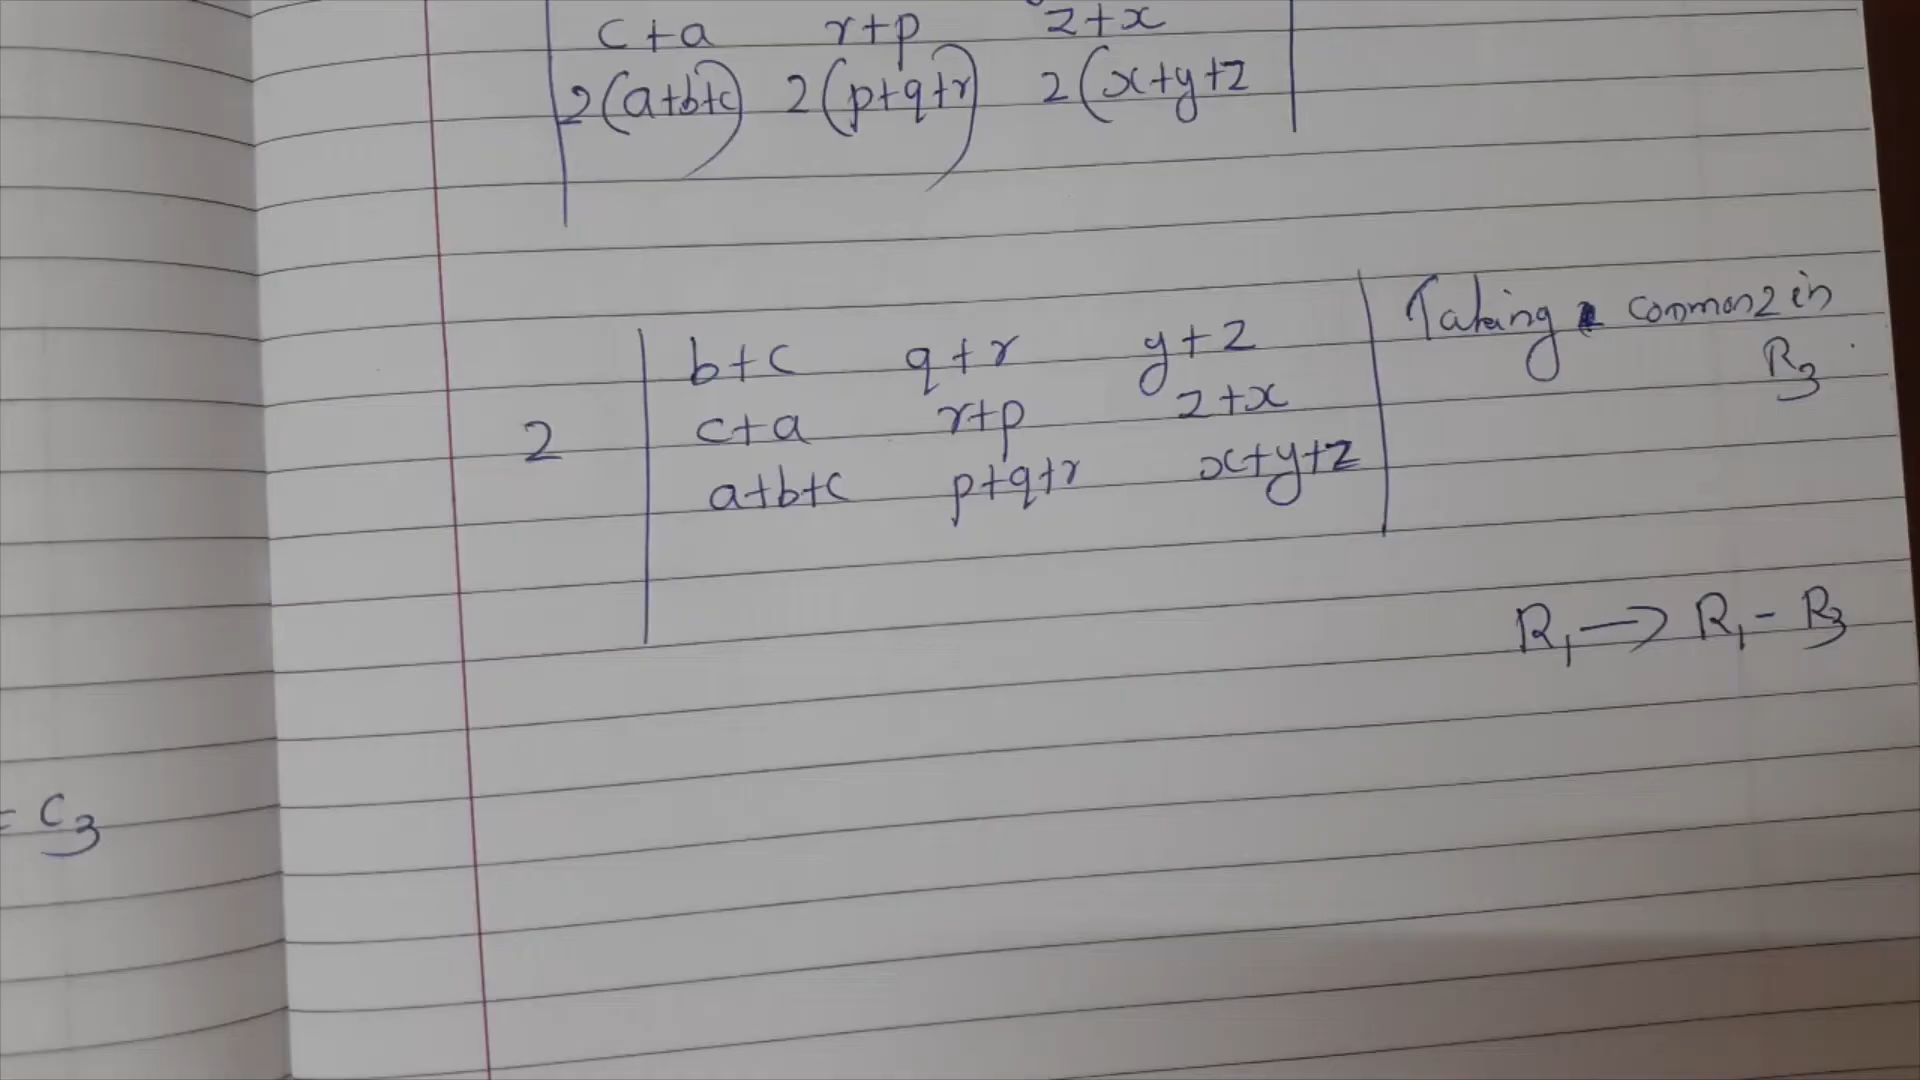 c+a r+p z+x
2(a+b+c) 2(p+q+r) 2(x+y+z
b+c q+r y+z Taking common 2 in
R3
2 c+a r+p z+x
a+b+c p+q+r x+y+z
R1 → R1 - R3
= C3